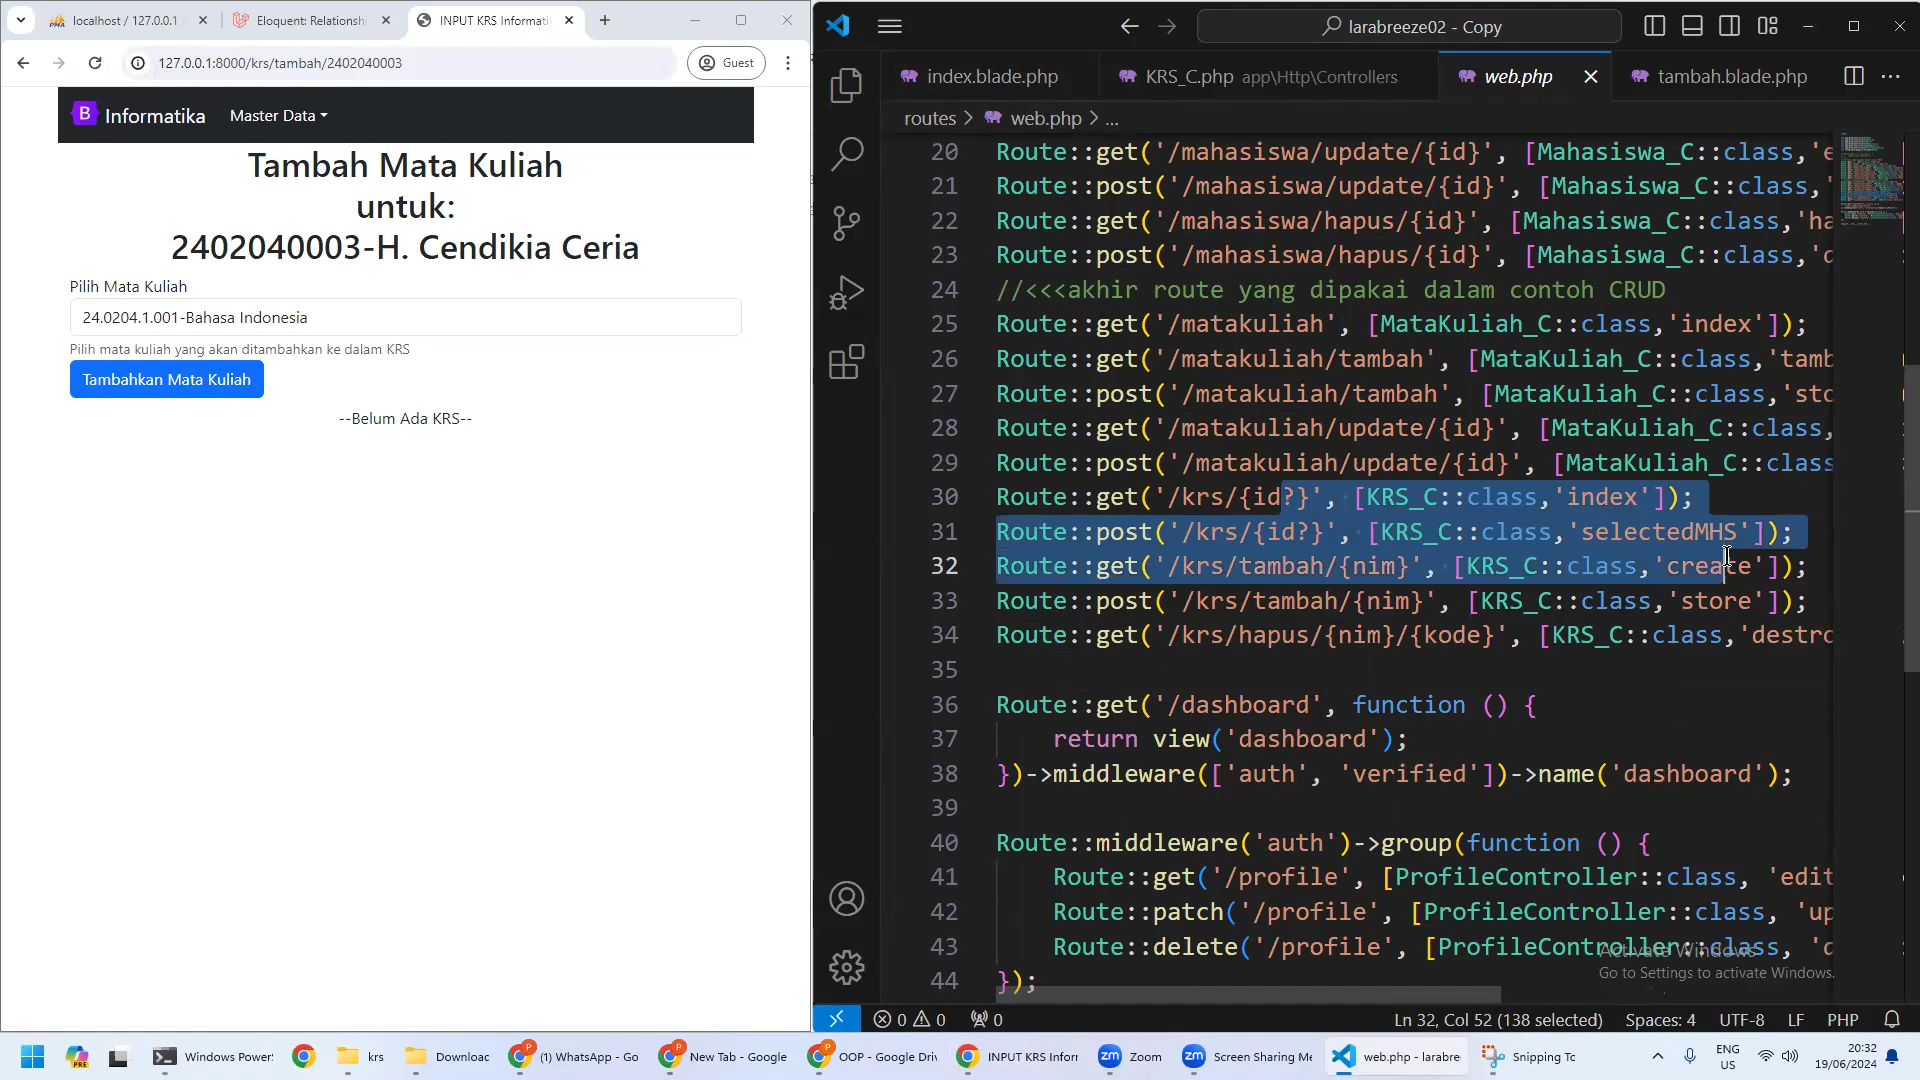 localhost / 127.0.0.1
Eloquent: Relationshi
INPUT KRS Informati
127.0.0.1:8000/krs/tambah/2402040003
Guest
B Informatika
Master Data
Tambah Mata Kuliah
untuk:
2402040003-H. Cendikia Ceria
Pilih Mata Kuliah
24.0204.1.001-Bahasa Indonesia
Pilih mata kuliah yang akan ditambahkan ke dalam KRS
Tambahkan Mata Kuliah
--Belum Ada KRS--
larabreeze02 - Copy
index.blade.php
KRS_C.php app\Http\Controllers
web.php
tambah.blade.php
routes > web.php > ...
20 Route::get('/mahasiswa/update/{id}', [Mahasiswa_C::class,'e
21 Route::post('/mahasiswa/update/{id}', [Mahasiswa_C::class,'
22 Route::get('/mahasiswa/hapus/{id}', [Mahasiswa_C::class,'ha
23 Route::post('/mahasiswa/hapus/{id}', [Mahasiswa_C::class,'d
24 //<<<akhir route yang dipakai dalam contoh CRUD
25 Route::get('/matakuliah', [MataKuliah_C::class,'index']);
26 Route::get('/matakuliah/tambah', [MataKuliah_C::class,'tamb
27 Route::post('/matakuliah/tambah', [MataKuliah_C::class,'sto
28 Route::get('/matakuliah/update/{id}', [MataKuliah_C::class,
29 Route::post('/matakuliah/update/{id}', [MataKuliah_C::class
30 Route::get('/krs/{id?}', [KRS_C::class,'index']);
31 Route::post('/krs/{id?}', [KRS_C::class,'selectedMHS']);
32 Route::get('/krs/tambah/{nim}', [KRS_C::class,'create']);
33 Route::post('/krs/tambah/{nim}', [KRS_C::class,'store']);
34 Route::get('/krs/hapus/{nim}/{kode}', [KRS_C::class,'destro
35
36 Route::get('/dashboard', function () {
37 return view('dashboard');
38 })->middleware(['auth', 'verified'])->name('dashboard');
39
40 Route::middleware('auth')->group(function () {
41 Route::get('/profile', [ProfileController::class, 'edit
42 Route::patch('/profile', [ProfileController::class, 'up
43 Route::delete('/profile', [ProfileController::class, 'd
44 });
Activate Windows
Go to Settings to activate Windows.
0 0 0
Ln 32, Col 52 (138 selected)
Spaces: 4
UTF-8
LF
PHP
Windows Power
krs
Downloac
(1) WhatsApp - Go
New Tab - Google
OOP - Google Driv
INPUT KRS Inforr
Zoom
Screen Sharing Me
web.php - larabre
Snipping Tc
ENG
US
20:32
19/06/2024